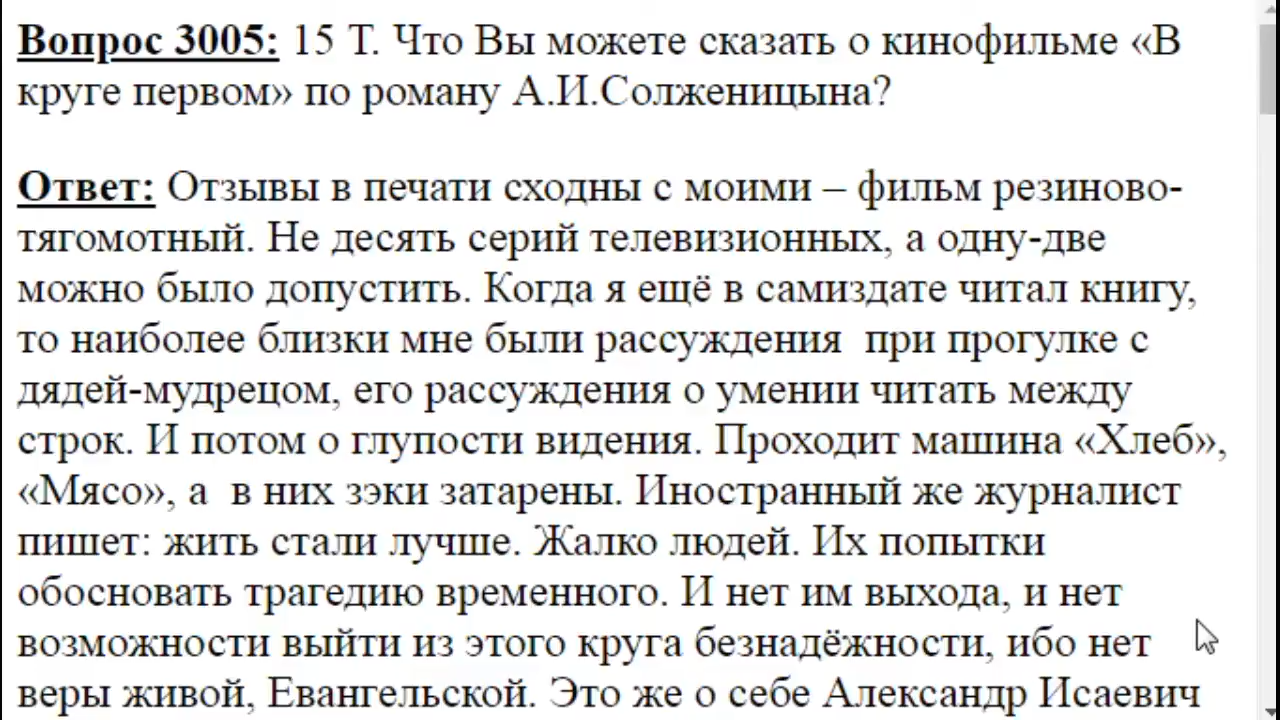 Вопрос 3005: 15 Т. Что Вы можете сказать о кинофильме «В
круге первом» по роману А.И.Солженицына?
Ответ: Отзывы в печати сходны с моими – фильм резиново-
тягомотный. Не десять серий телевизионных, а одну-две
можно было допустить. Когда я ещё в самиздате читал книгу,
то наиболее близки мне были рассуждения  при прогулке с
дядей-мудрецом, его рассуждения о умении читать между
строк. И потом о глупости видения. Проходит машина «Хлеб»,
«Мясо», а  в них зэки затарены. Иностранный же журналист
пишет: жить стали лучше. Жалко людей. Их попытки
обосновать трагедию временного. И нет им выхода, и нет
возможности выйти из этого круга безнадёжности, ибо нет
веры живой, Евангельской. Это же о себе Александр Исаевич